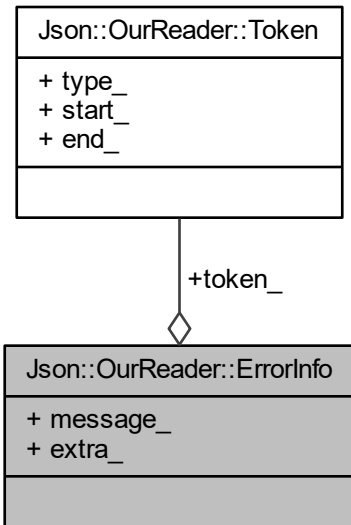 Json::OurReader::Token
+ type_
+ start_
+ end_
+token_
Json::OurReader::ErrorInfo
+ message_
+ extra_